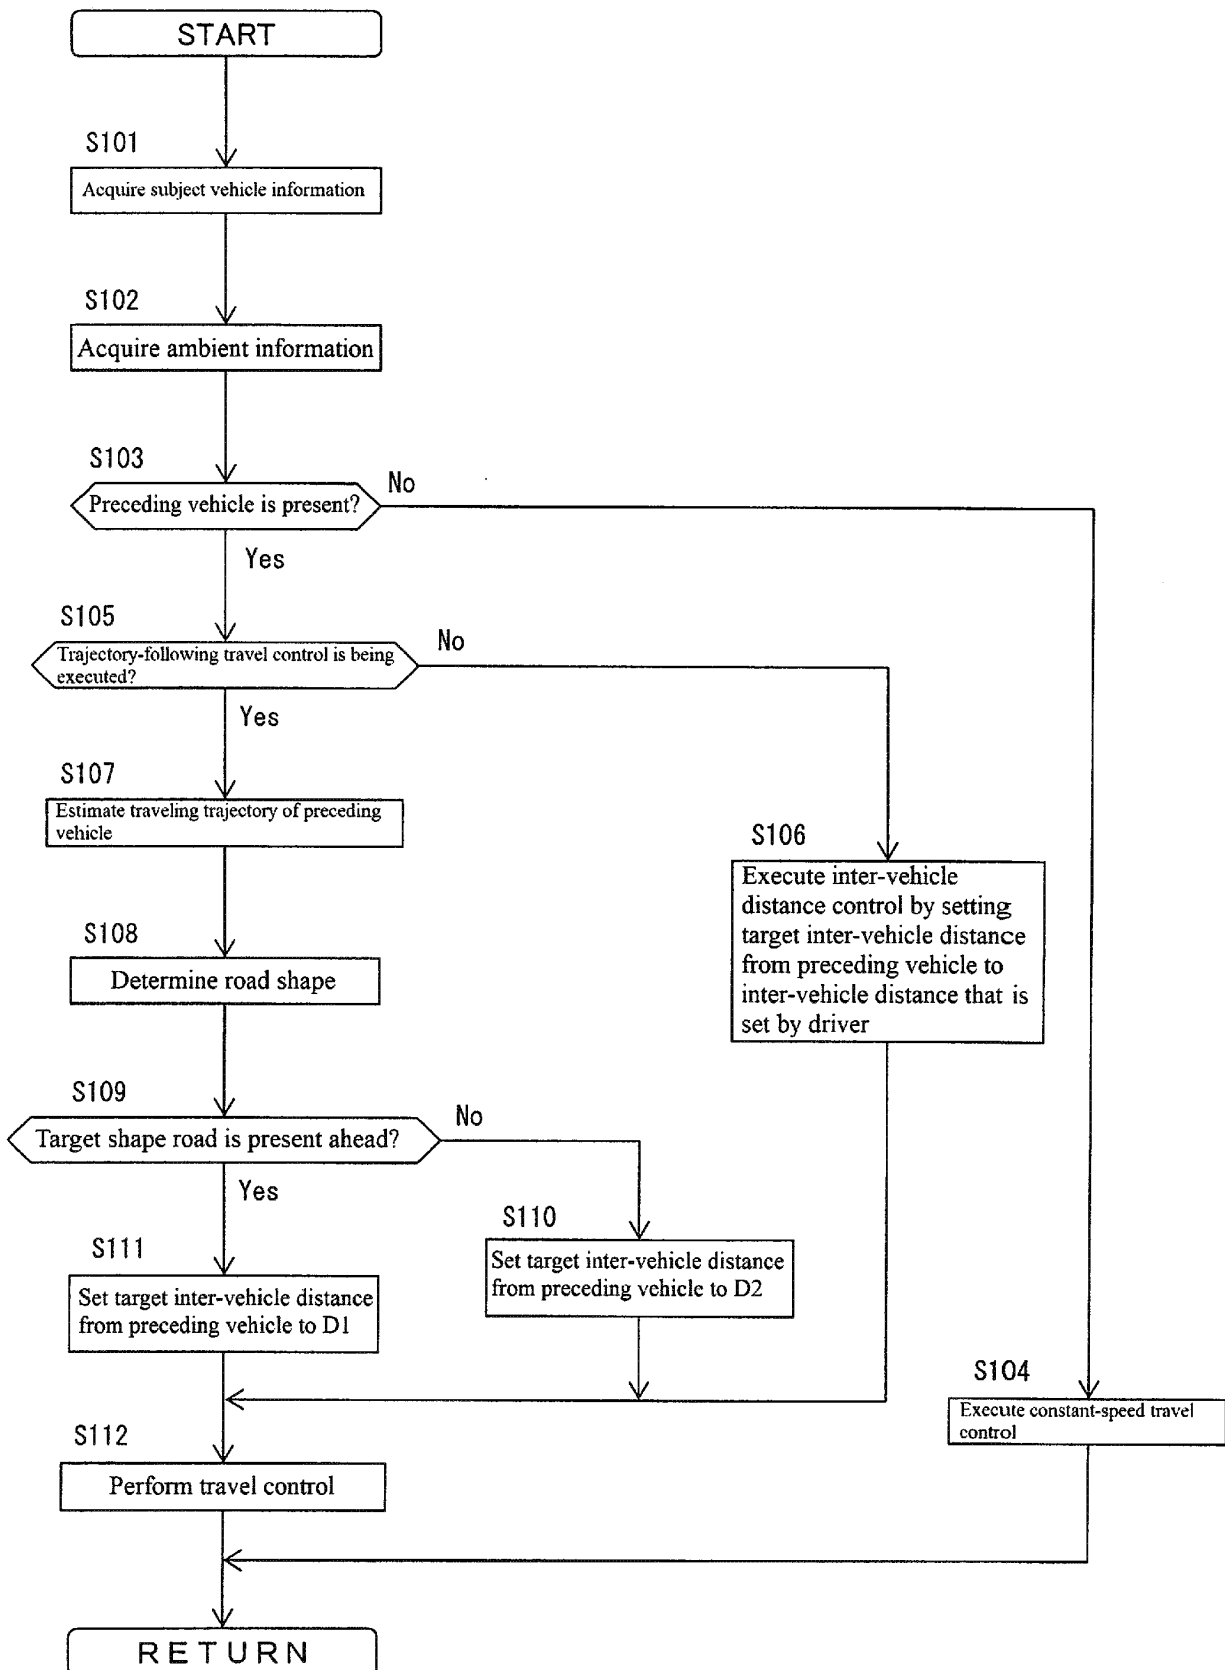 START
S101
Acquire subject vehicle information
S102
Acquire ambient information
S103
Preceding vehicle is present?
No
Yes
S105
Trajectory-following travel control is being
executed?
No
Yes
S107
Estimate traveling trajectory of preceding
vehicle
S106
Execute inter-vehicle
distance control by setting
target inter-vehicle distance
from preceding vehicle to
inter-vehicle distance that is
set by driver
S108
Determine road shape
S109
Target shape road is present ahead?
No
Yes
S110
Set target inter-vehicle distance
from preceding vehicle to D2
S111
Set target inter-vehicle distance
from preceding vehicle to D1
S104
Execute constant-speed travel
control
S112
Perform travel control
RETURN